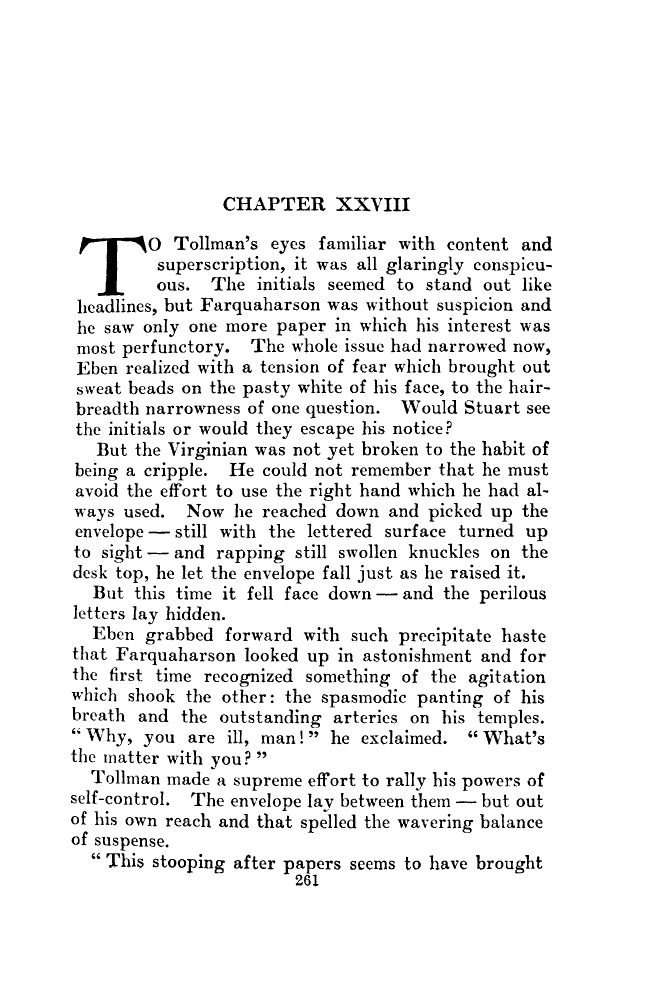 CHAPTER XXVIII
TO Tollman's eyes familiar with content and
superscription, it was all glaringly conspicu-
ous. The initials seemed to stand out like
headlines, but Farquaharson was without suspicion and
he saw only one more paper in which his interest was
most perfunctory. The whole issue had narrowed now,
Eben realized with a tension of fear which brought out
sweat beads on the pasty white of his face, to the hair-
breadth narrowness of one question. Would Stuart see
the initials or would they escape his notice?
But the Virginian was not yet broken to the habit of
being a cripple. He could not remember that he must
avoid the effort to use the right hand which he had al-
ways used. Now he reached down and picked up the
envelope — still with the lettered surface turned up
to sight — and rapping still swollen knuckles on the
desk top, he let the envelope fall just as he raised it.
But this time it fell face down — and the perilous
letters lay hidden.
Eben grabbed forward with such precipitate haste
that Farquaharson looked up in astonishment and for
the first time recognized something of the agitation
which shook the other: the spasmodic panting of his
breath and the outstanding arteries on his temples.
“Why, you are ill, man!” he exclaimed. “What's
the matter with you?”
Tollman made a supreme effort to rally his powers of
self-control. The envelope lay between them — but out
of his own reach and that spelled the wavering balance
of suspense.
“This stooping after papers seems to have brought
261